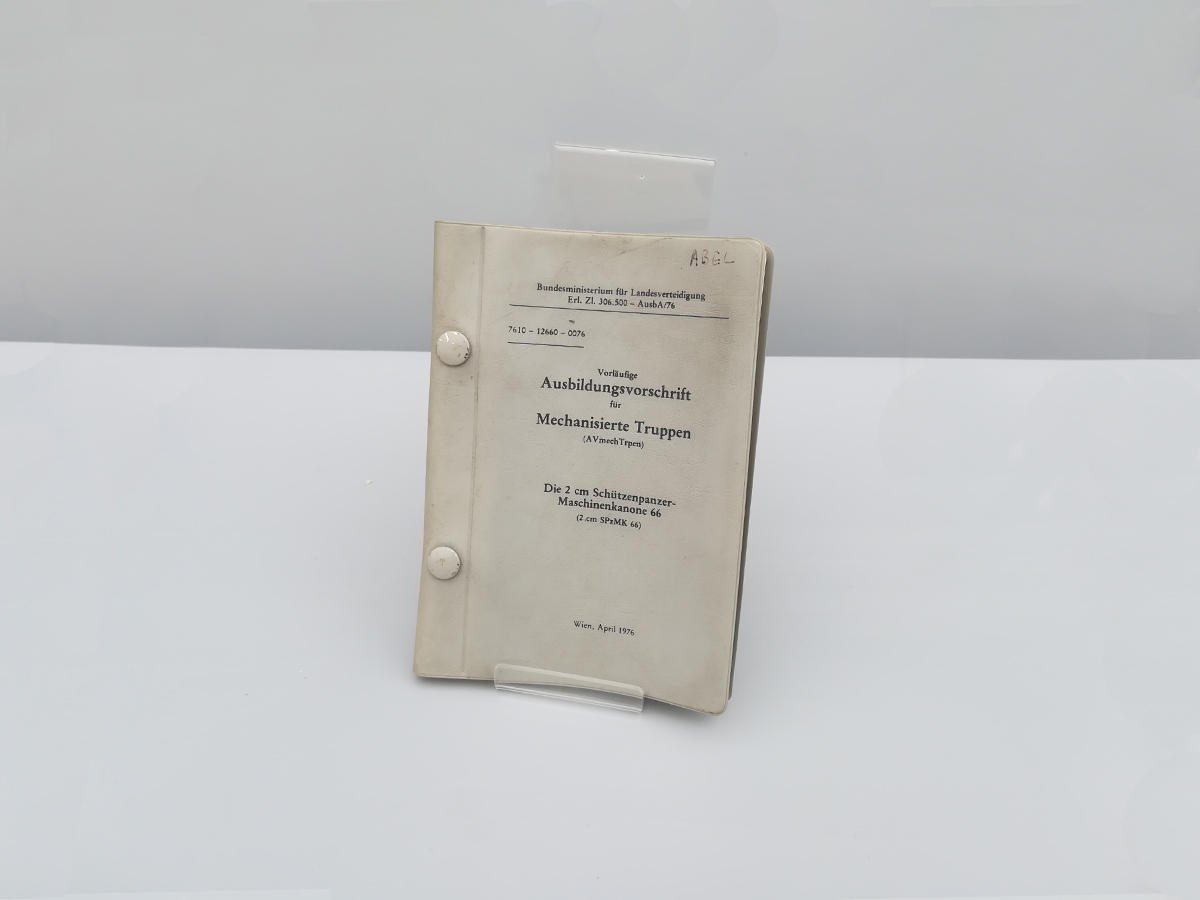 ABEL
Bundesministerium für Landesverteidigung
Erl. Zl. 306.500 – AusbA/76
7610 – 12660 – 0076
Vorläufige
Ausbildungsvorschrift
für
Mechanisierte Truppen
(AVmechTrpen)
Die 2 cm Schützenpanzer-
Maschinenkanone 66
(2 cm SPzMK 66)
Wien, April 1976